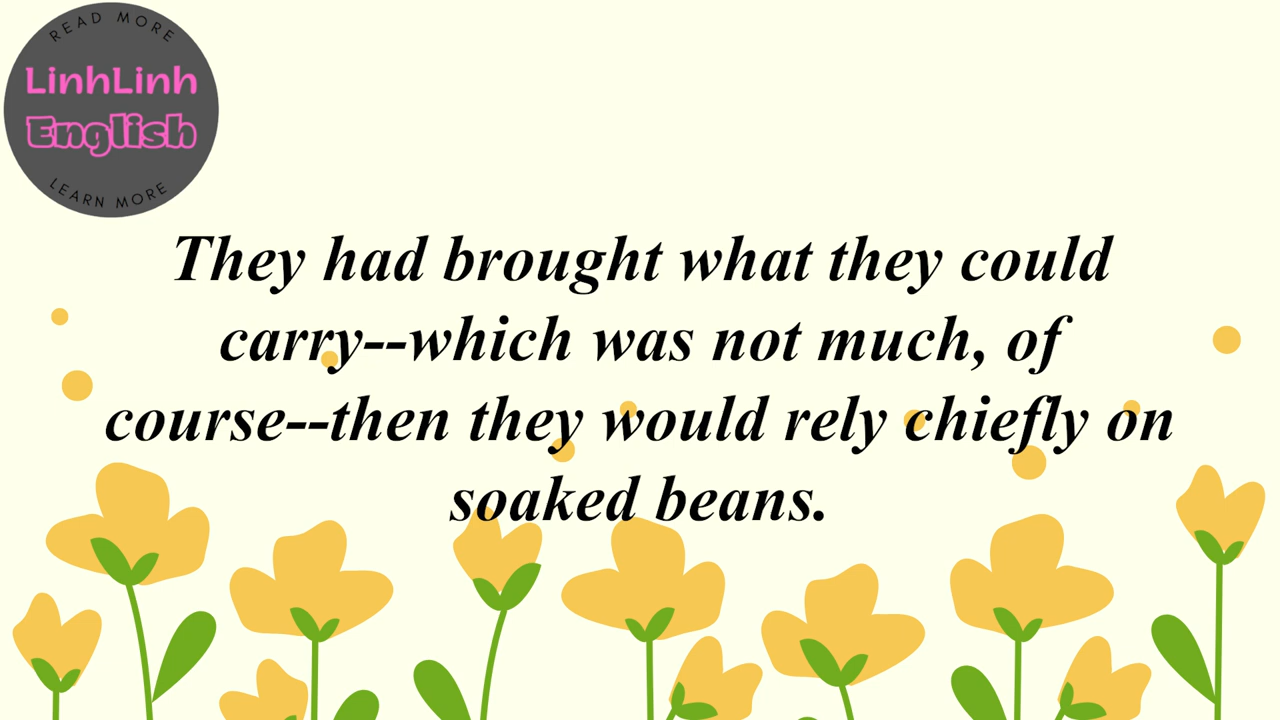 READ MORE
LinhLinh
English
LEARN MORE
They had brought what they could
carry--which was not much, of
course--then they would rely chiefly on
soaked beans.